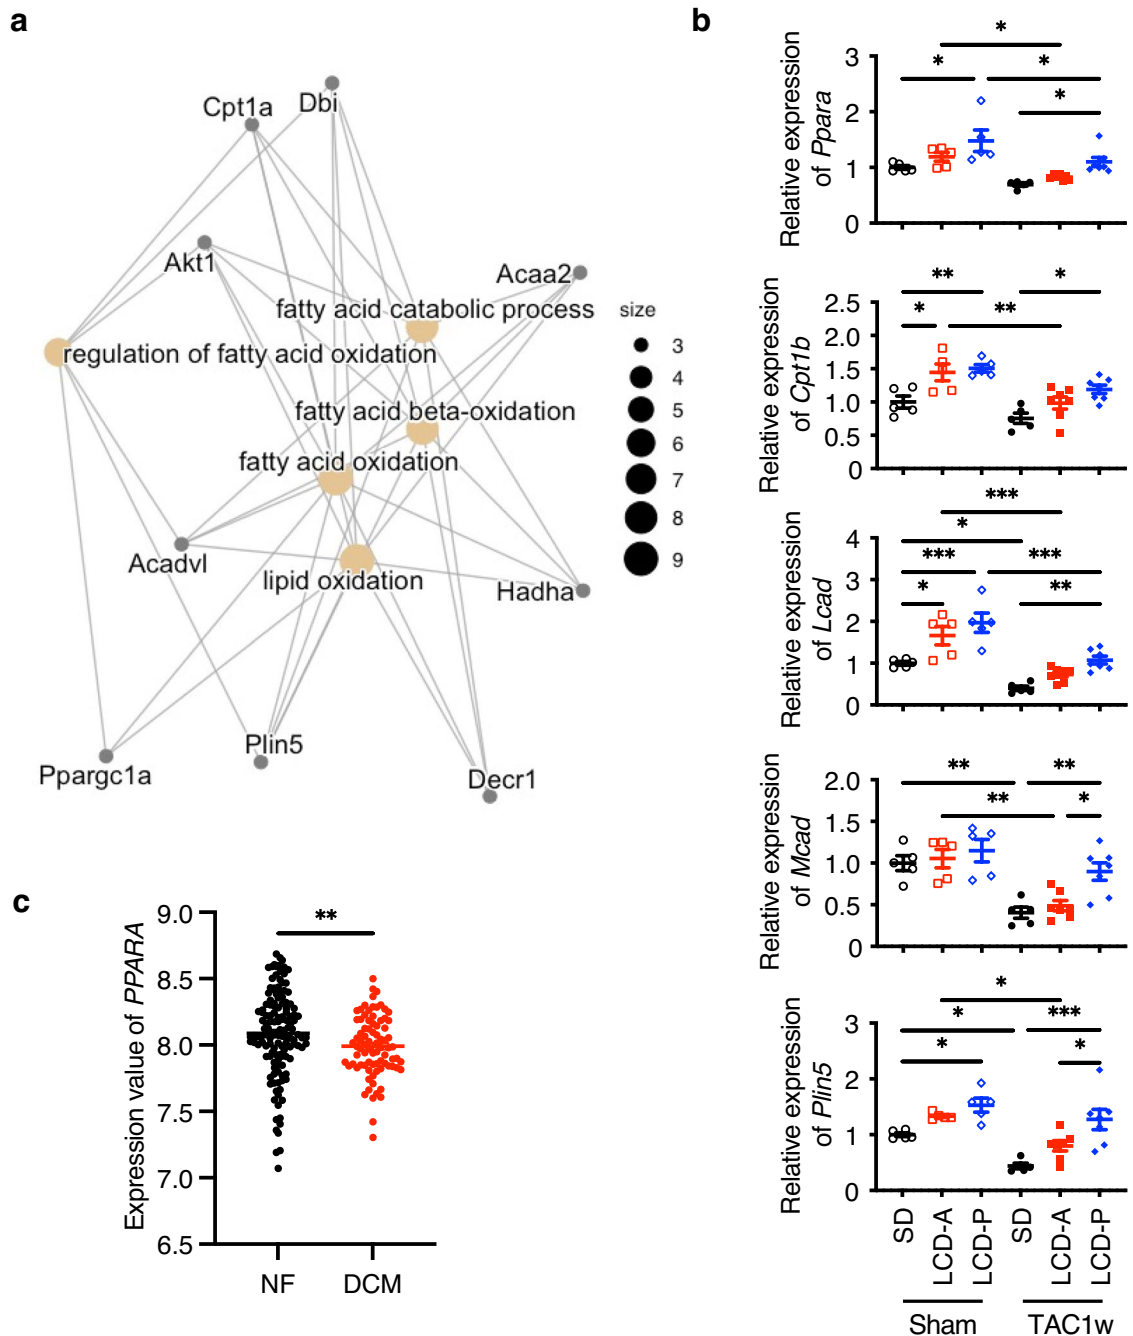 a
Cpt1a
Dbi
Akt1
Acaa2
fatty acid catabolic process
regulation of fatty acid oxidation
fatty acid beta-oxidation
fatty acid oxidation
Acadvl
lipid oxidation
Hadha
Ppargc1a
Plin5
Decr1
size
3
4
5
6
7
8
9
b
Relative expression
of Ppara
3
2
1
0
*
*
*
*
Relative expression
of Cpt1b
2.5
2.0
1.5
1.0
0.5
0
**
*
*
**
Relative expression
of Lcad
4
3
2
1
0
***
*
***
***
*
**
Relative expression
of Mcad
2.0
1.5
1.0
0.5
0
**
**
**
*
Relative expression
of Plin5
3
2
1
0
*
*
***
*
*
SD
LCD-A
LCD-P
SD
LCD-A
LCD-P
Sham
TAC1w
c
Expression value of PPARA
9.0
8.5
8.0
7.5
7.0
6.5
**
NF
DCM